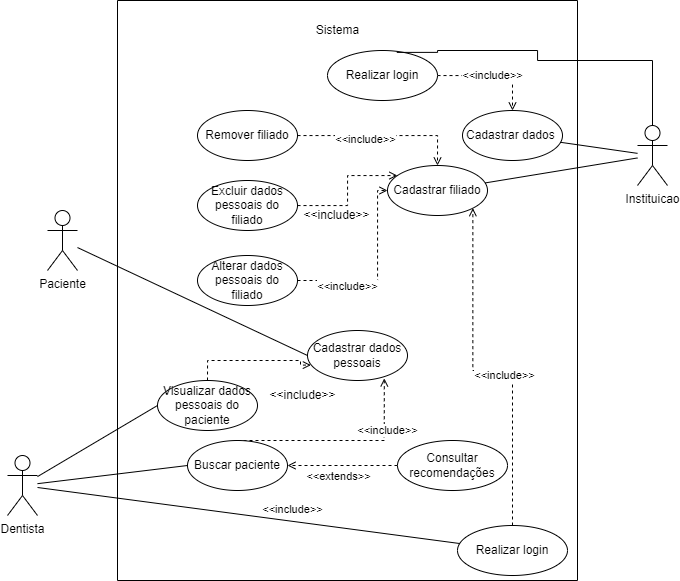 Sistema
Realizar login
<<include>>
Remover filiado
<<include>>
Cadastrar dados
Excluir dados
pessoais do
filiado
Cadastrar filiado
<<include>>
Instituicao
Alterar dados
pessoais do
filiado
<<include>>
Paciente
Cadastrar dados
pessoais
<<include>>
Visualizar dados
pessoais do
paciente
<<include>>
<<include>>
Buscar paciente
<<extends>>
Consultar
recomendações
<<include>>
Dentista
Realizar login